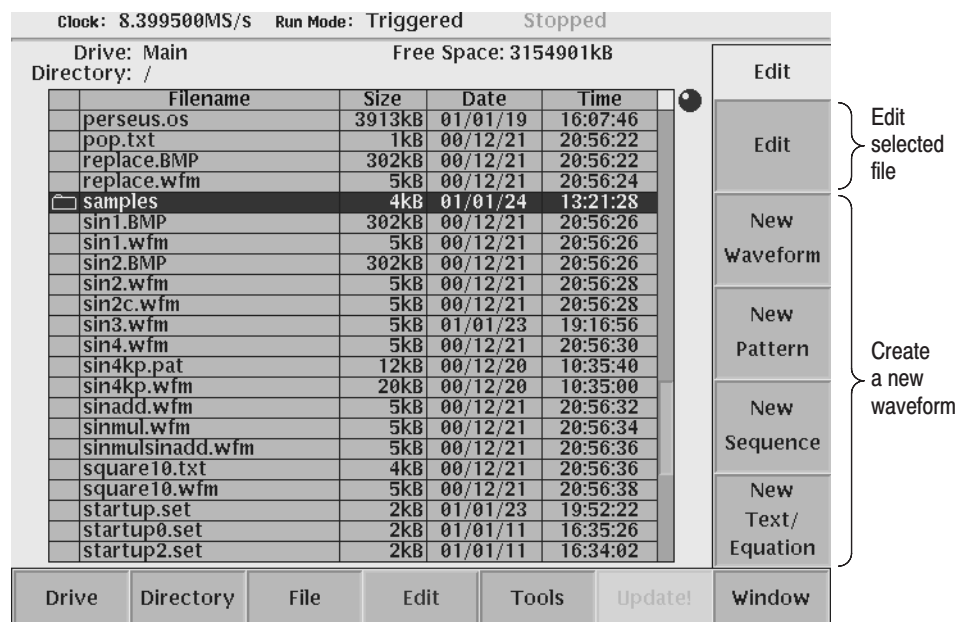 Clock: 8.399500MS/s Run Mode: Triggered Stopped
Drive: Main Free Space: 3154901kB
Directory: /
Filename Size Date Time
perseus.os 3913kB 01/01/19 16:07:46
pop.txt 1kB 00/12/21 20:56:22
replace.BMP 302kB 00/12/21 20:56:22
replace.wfm 5kB 00/12/21 20:56:24
samples 4kB 01/01/24 13:21:28
sin1.BMP 302kB 00/12/21 20:56:26
sin1.wfm 5kB 00/12/21 20:56:26
sin2.BMP 302kB 00/12/21 20:56:26
sin2.wfm 5kB 00/12/21 20:56:28
sin2c.wfm 5kB 00/12/21 20:56:28
sin3.wfm 5kB 01/01/23 19:16:56
sin4.wfm 5kB 00/12/21 20:56:30
sin4kp.pat 12kB 00/12/20 10:35:40
sin4kp.wfm 20kB 00/12/20 10:35:00
sinadd.wfm 5kB 00/12/21 20:56:32
sinmul.wfm 5kB 00/12/21 20:56:34
sinmulsinadd.wfm 5kB 00/12/21 20:56:36
square10.txt 4kB 00/12/21 20:56:36
square10.wfm 5kB 00/12/21 20:56:38
startup.set 2kB 01/01/23 19:52:22
startup0.set 2kB 01/01/11 16:35:26
startup2.set 2kB 01/01/11 16:34:02
Edit
Edit
New
Waveform
New
Pattern
New
Sequence
New
Text/
Equation
Edit
selected
file
Create
a new
waveform
Drive Directory File Edit Tools Update! Window